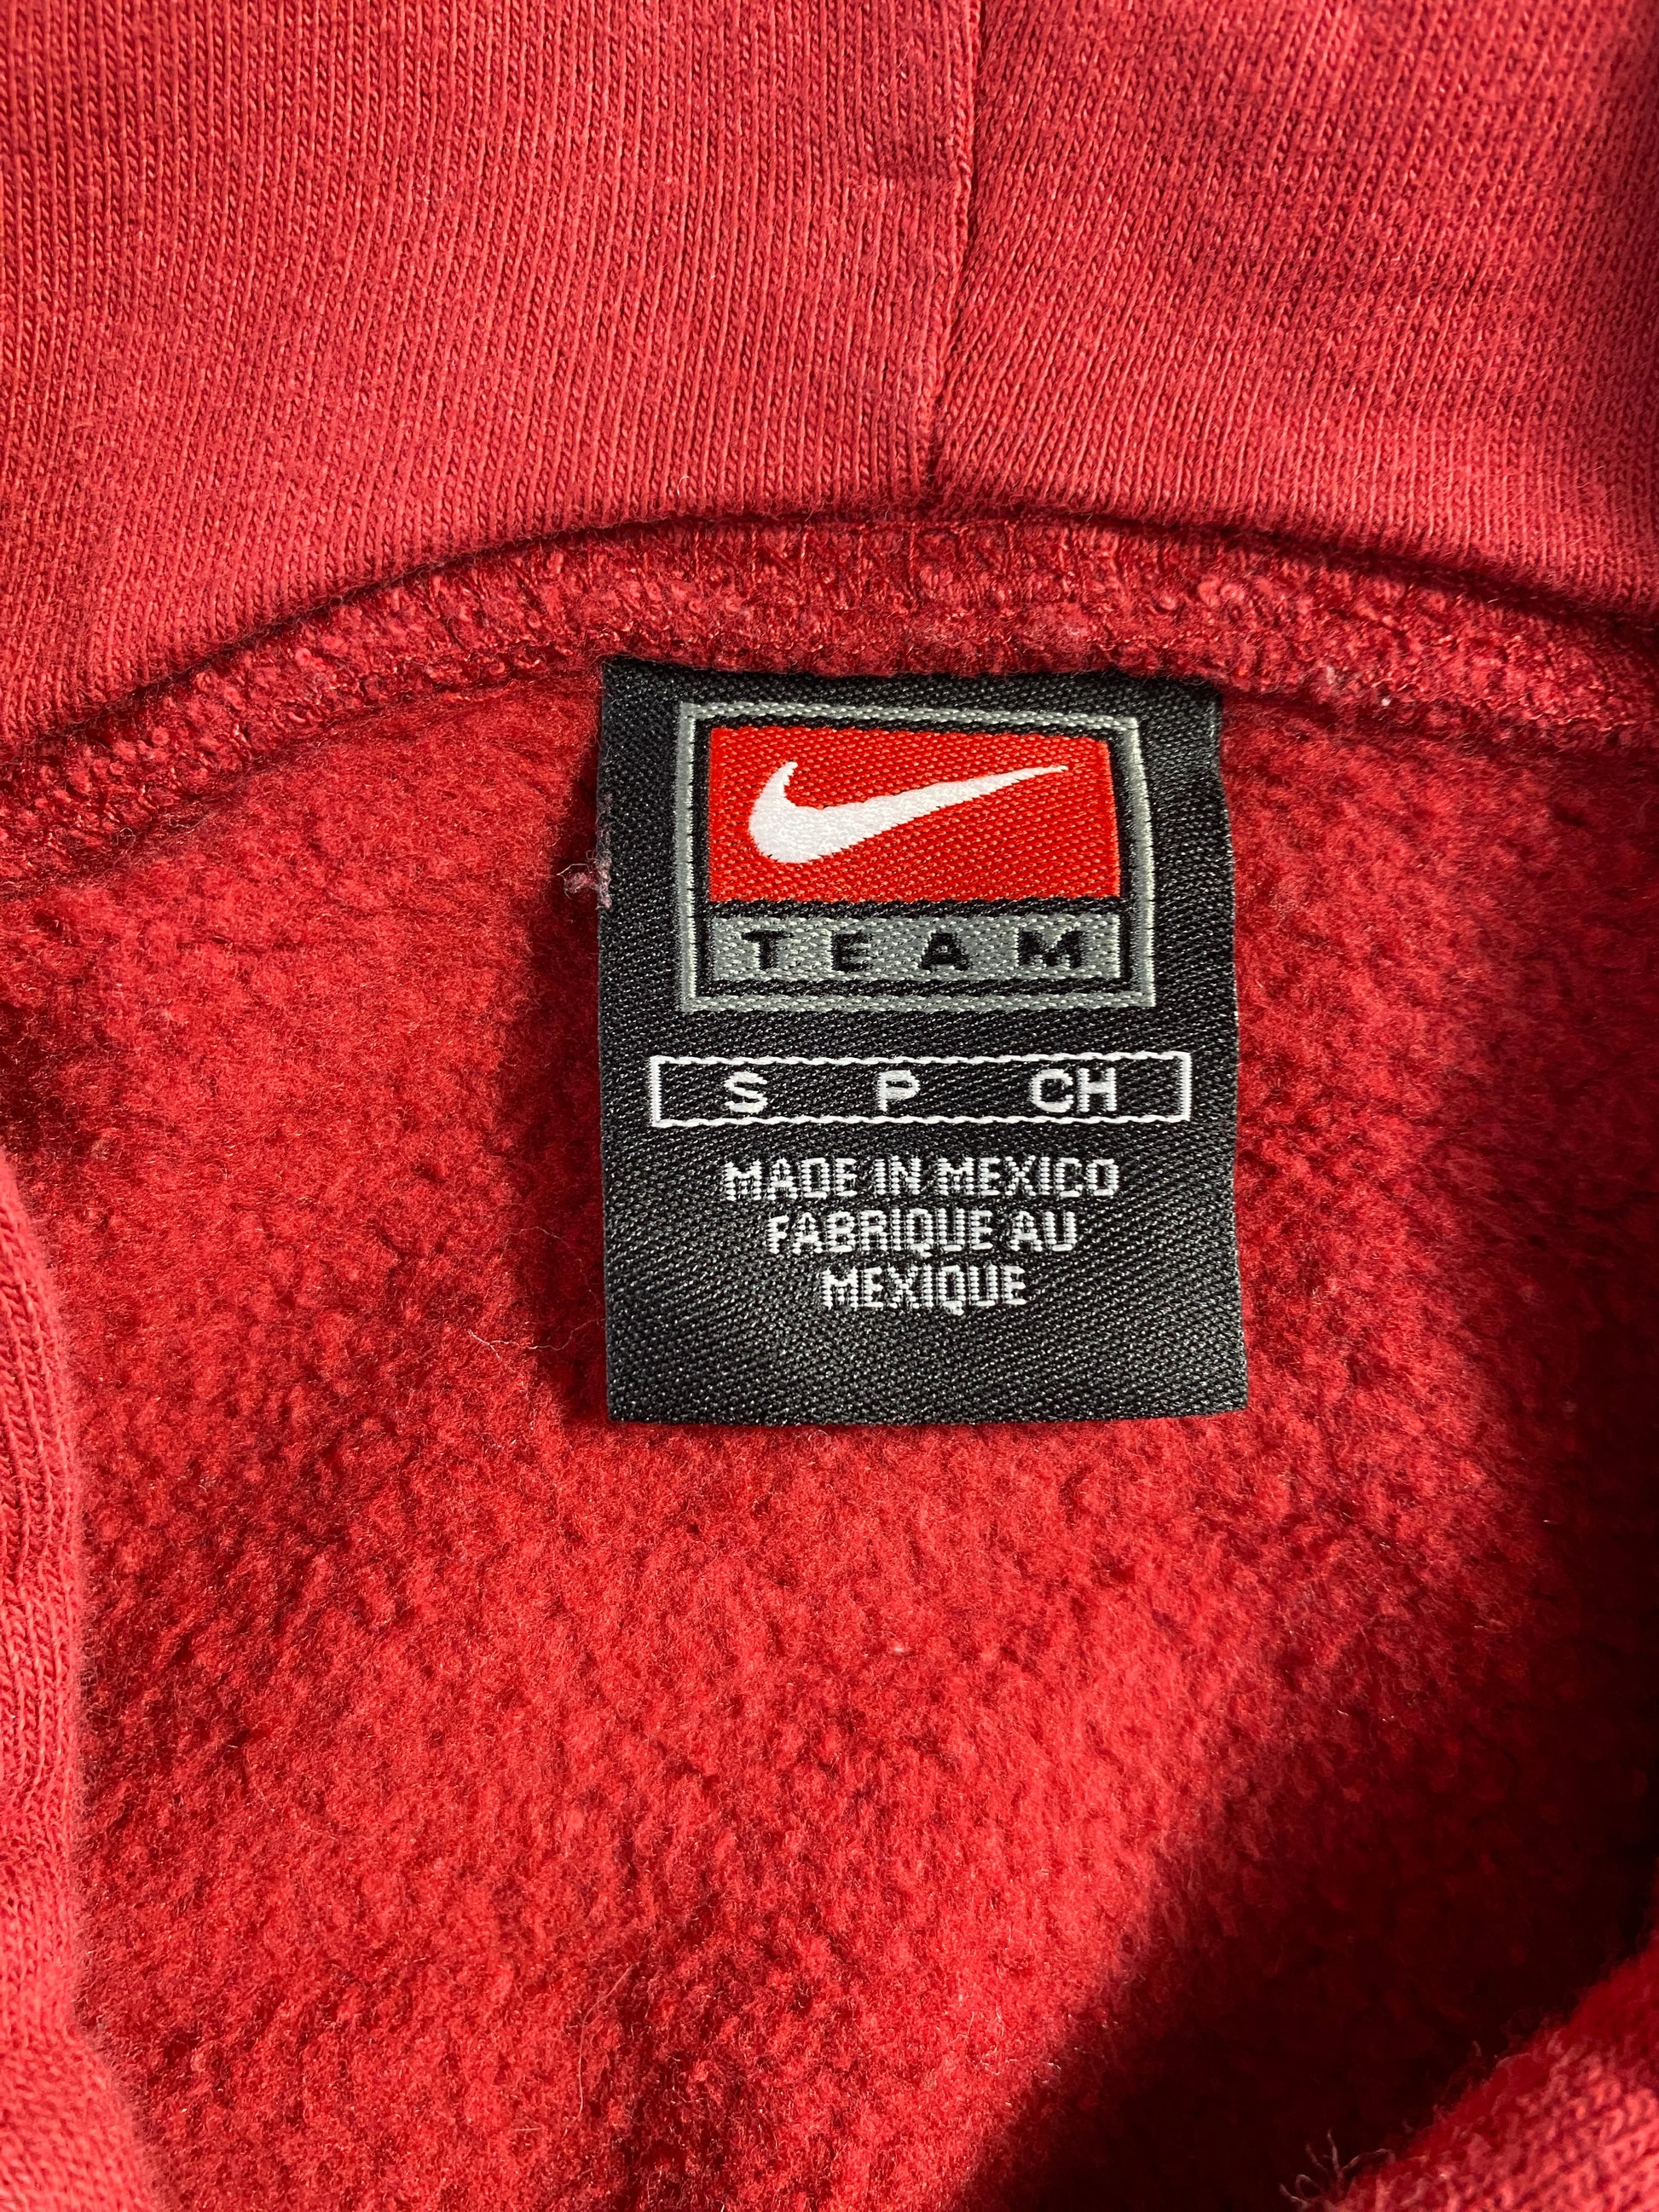 TEAM
S P CH
MADE IN MEXICO
FABRIQUE AU
MEXIQUE